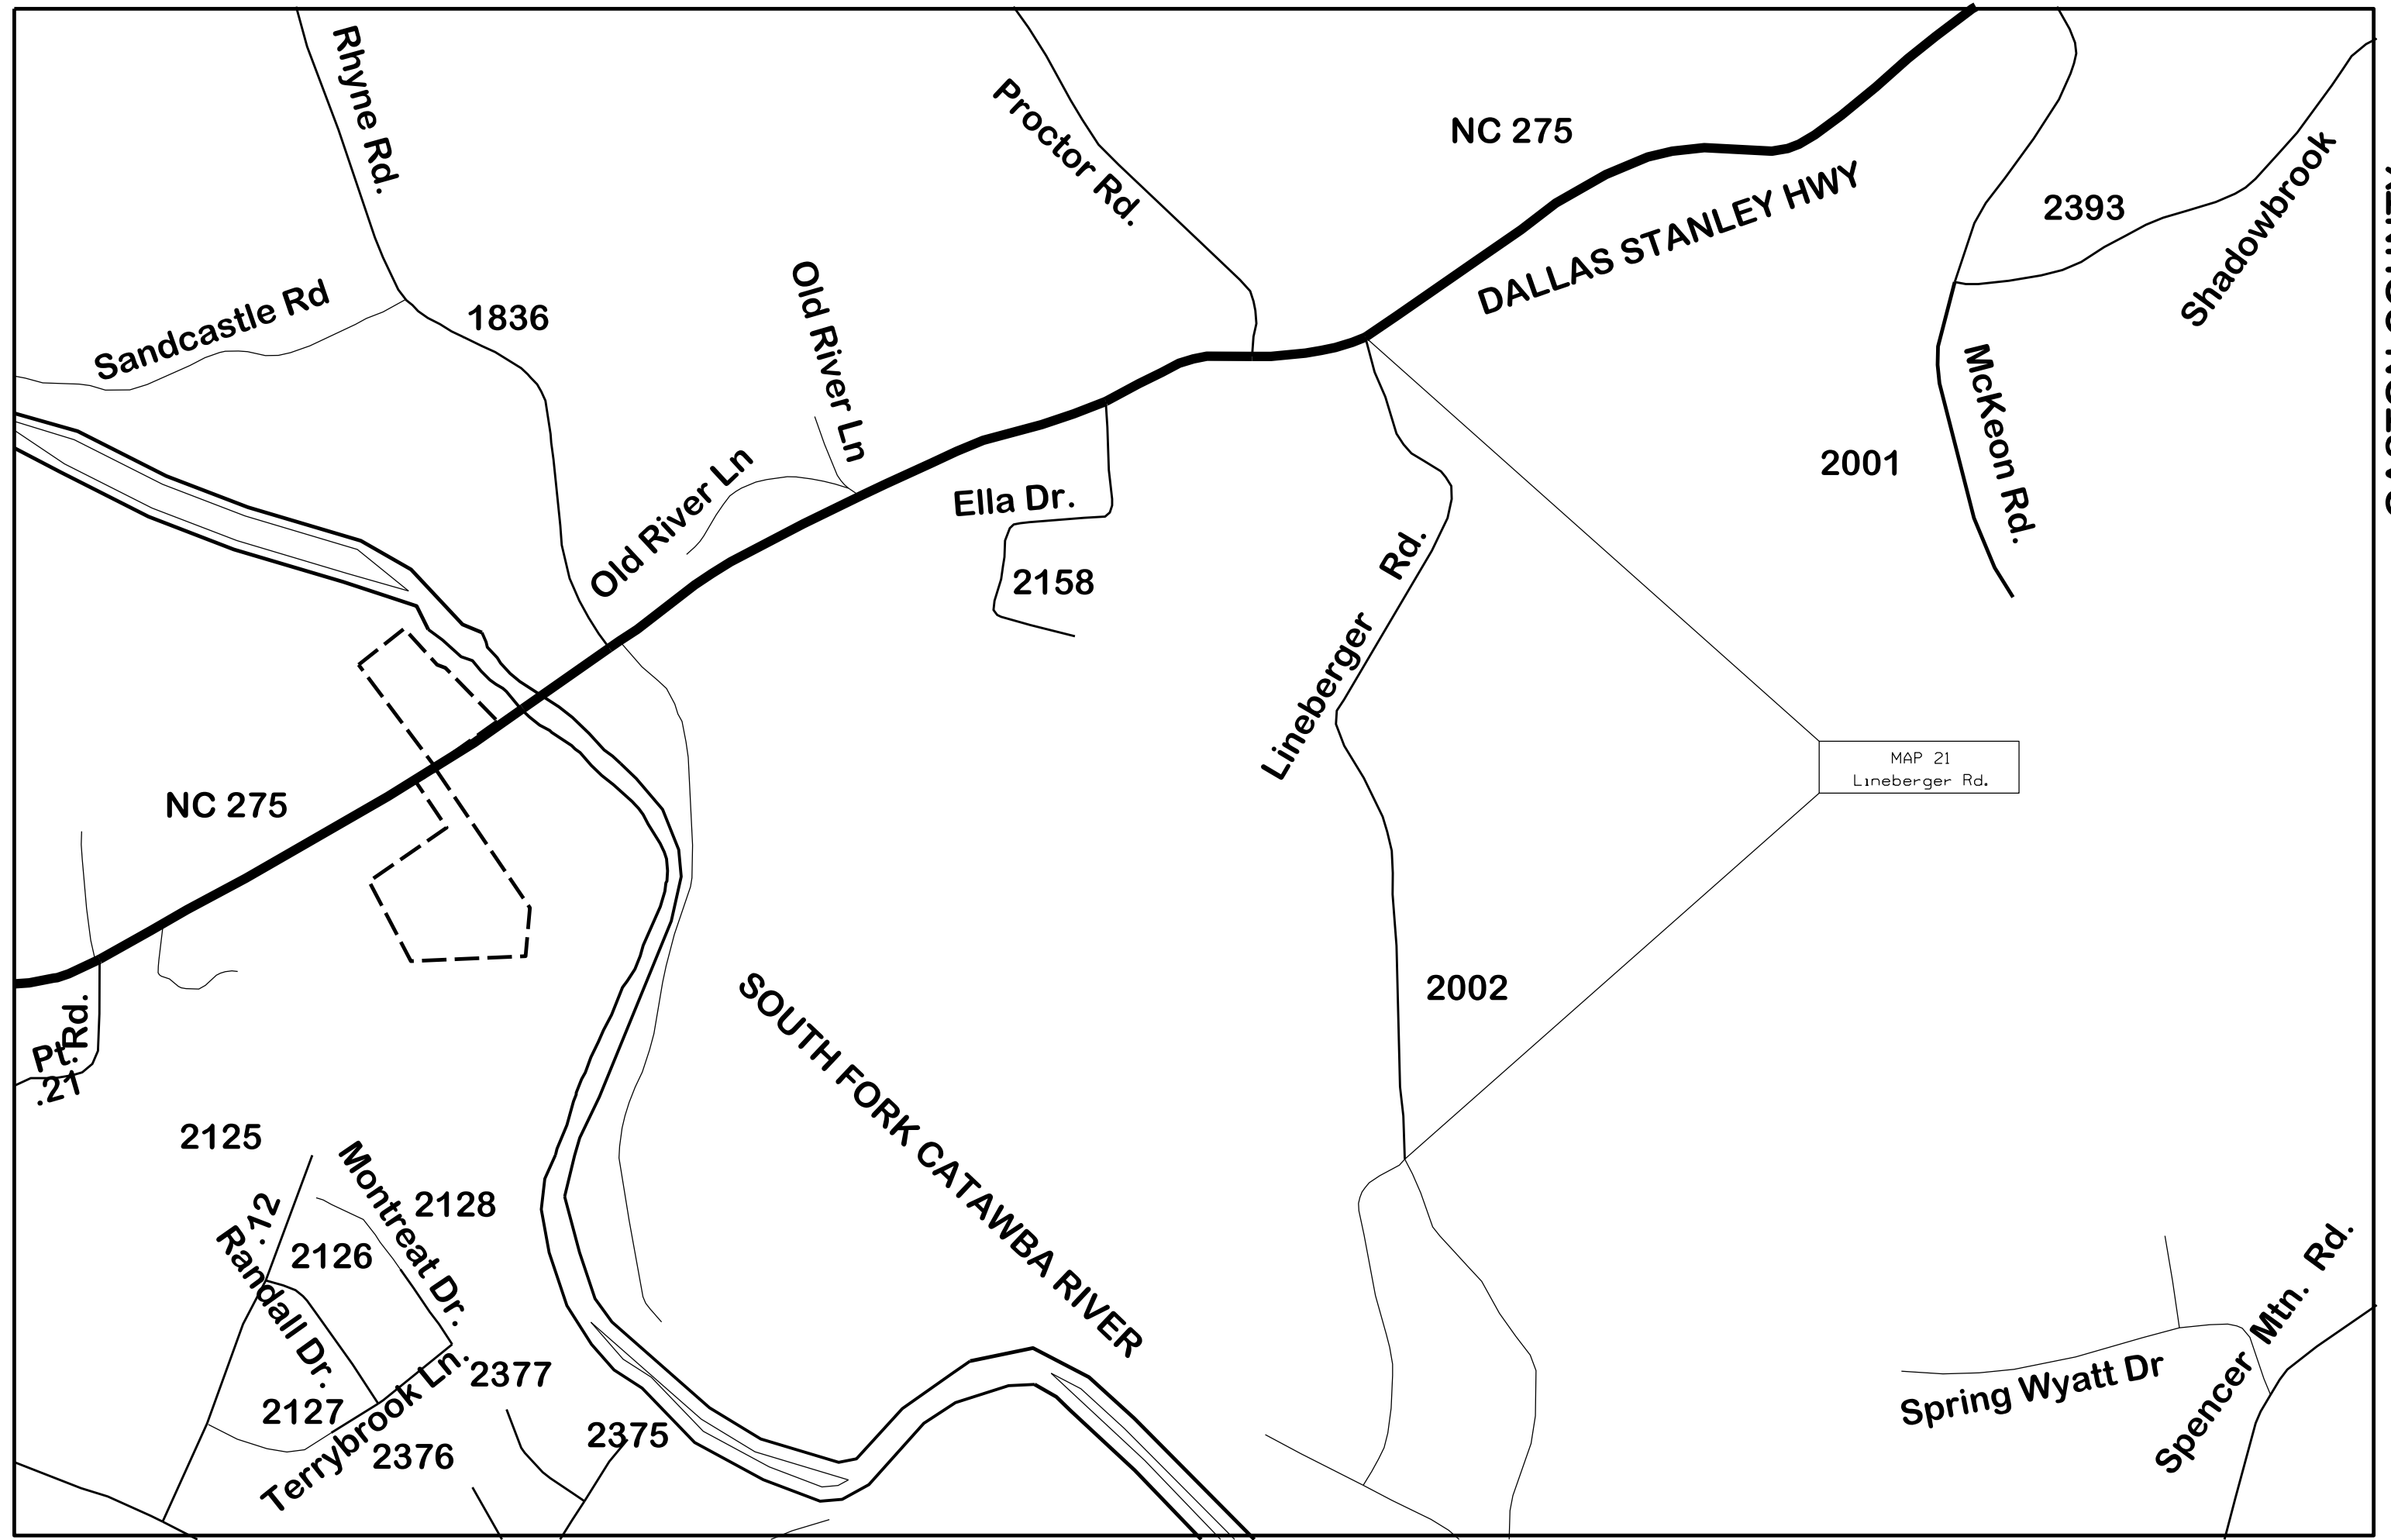 Rhyne Rd.
Proctor Rd.
NC 275
DALLAS STANLEY HWY
2393
Shadowbrook
Sandcastle Rd
1836
Old River Ln
McKeon Rd.
2001
Old River Ln
Ella Dr.
2158
Lineberger Rd.
MAP 21
Lineberger Rd.
NC 275
SOUTH FORK CATAWBA RIVER
2002
Pt. Rd.
.21
2125
Montreat Dr.
2128
.12
Randall Dr.
2126
2377
2127
Terrybrook Ln.
2376
2375
Spring Wyatt Dr
Spencer Mtn. Rd.